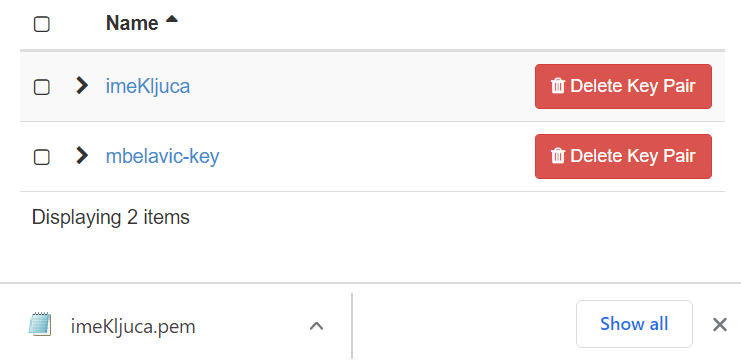 Name
imeKljuca Delete Key Pair
mbelavic-key Delete Key Pair
Displaying 2 items
imeKljuca.pem Show all